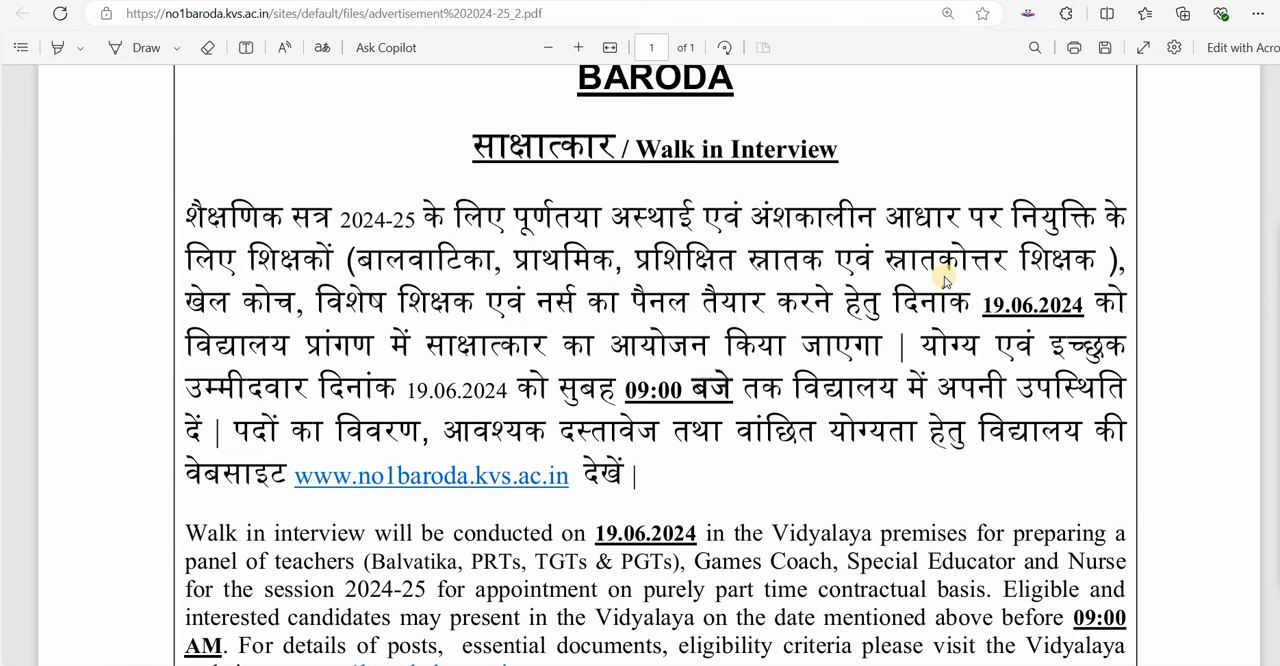 https://no1baroda.kvs.ac.in/sites/default/files/advertisement%202024-25_2.pdf
Draw
Ask Copilot
1 of 1
Edit with Acro
BARODA
साक्षात्कार / Walk in Interview
शैक्षणिक सत्र 2024-25 के लिए पूर्णतया अस्थाई एवं अंशकालीन आधार पर नियुक्ति के
लिए शिक्षकों (बालवाटिका, प्राथमिक, प्रशिक्षित स्नातक एवं स्नातकोत्तर शिक्षक ),
खेल कोच, विशेष शिक्षक एवं नर्स का पैनल तैयार करने हेतु दिनांक 19.06.2024 को
विद्यालय प्रांगण में साक्षात्कार का आयोजन किया जाएगा | योग्य एवं इच्छुक
उम्मीदवार दिनांक 19.06.2024 को सुबह 09:00 बजे तक विद्यालय में अपनी उपस्थिति
दें | पदों का विवरण, आवश्यक दस्तावेज तथा वांछित योग्यता हेतु विद्यालय की
वेबसाइट www.no1baroda.kvs.ac.in देखें |
Walk in interview will be conducted on 19.06.2024 in the Vidyalaya premises for preparing a
panel of teachers (Balvatika, PRTs, TGTs & PGTs), Games Coach, Special Educator and Nurse
for the session 2024-25 for appointment on purely part time contractual basis. Eligible and
interested candidates may present in the Vidyalaya on the date mentioned above before 09:00
AM. For details of posts, essential documents, eligibility criteria please visit the Vidyalaya